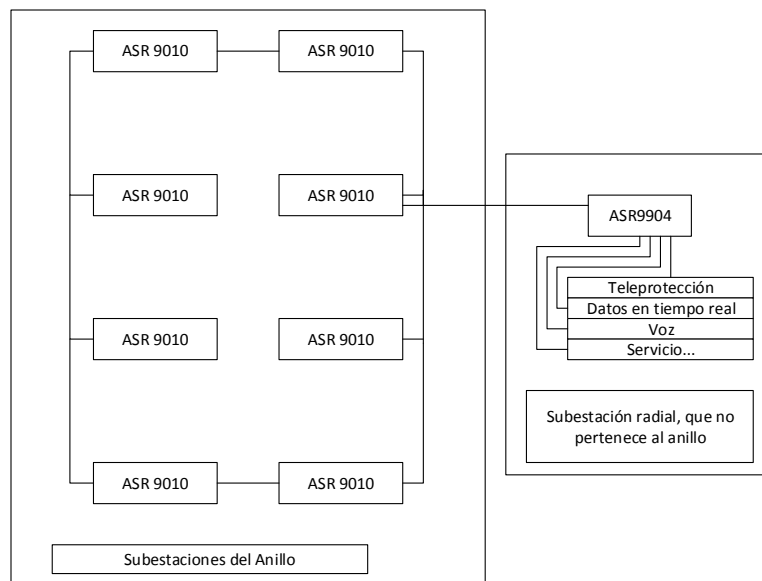 ASR 9010
ASR 9010
ASR 9010
ASR 9010
ASR 9010
ASR 9010
ASR 9010
ASR 9010
Subestaciones del Anillo
ASR9904
Teleprotección
Datos en tiempo real
Voz
Servicio...
Subestación radial, que no
pertenece al anillo